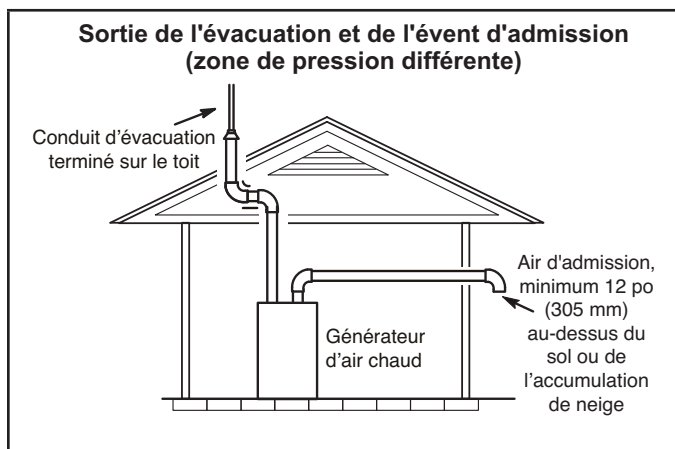 Sortie de l'évacuation et de l'évent d'admission
(zone de pression différente)
Conduit d’évacuation
terminé sur le toit
Air d'admission,
minimum 12 po
(305 mm)
au-dessus du
sol ou de
l’accumulation
de neige
Générateur
d’air chaud